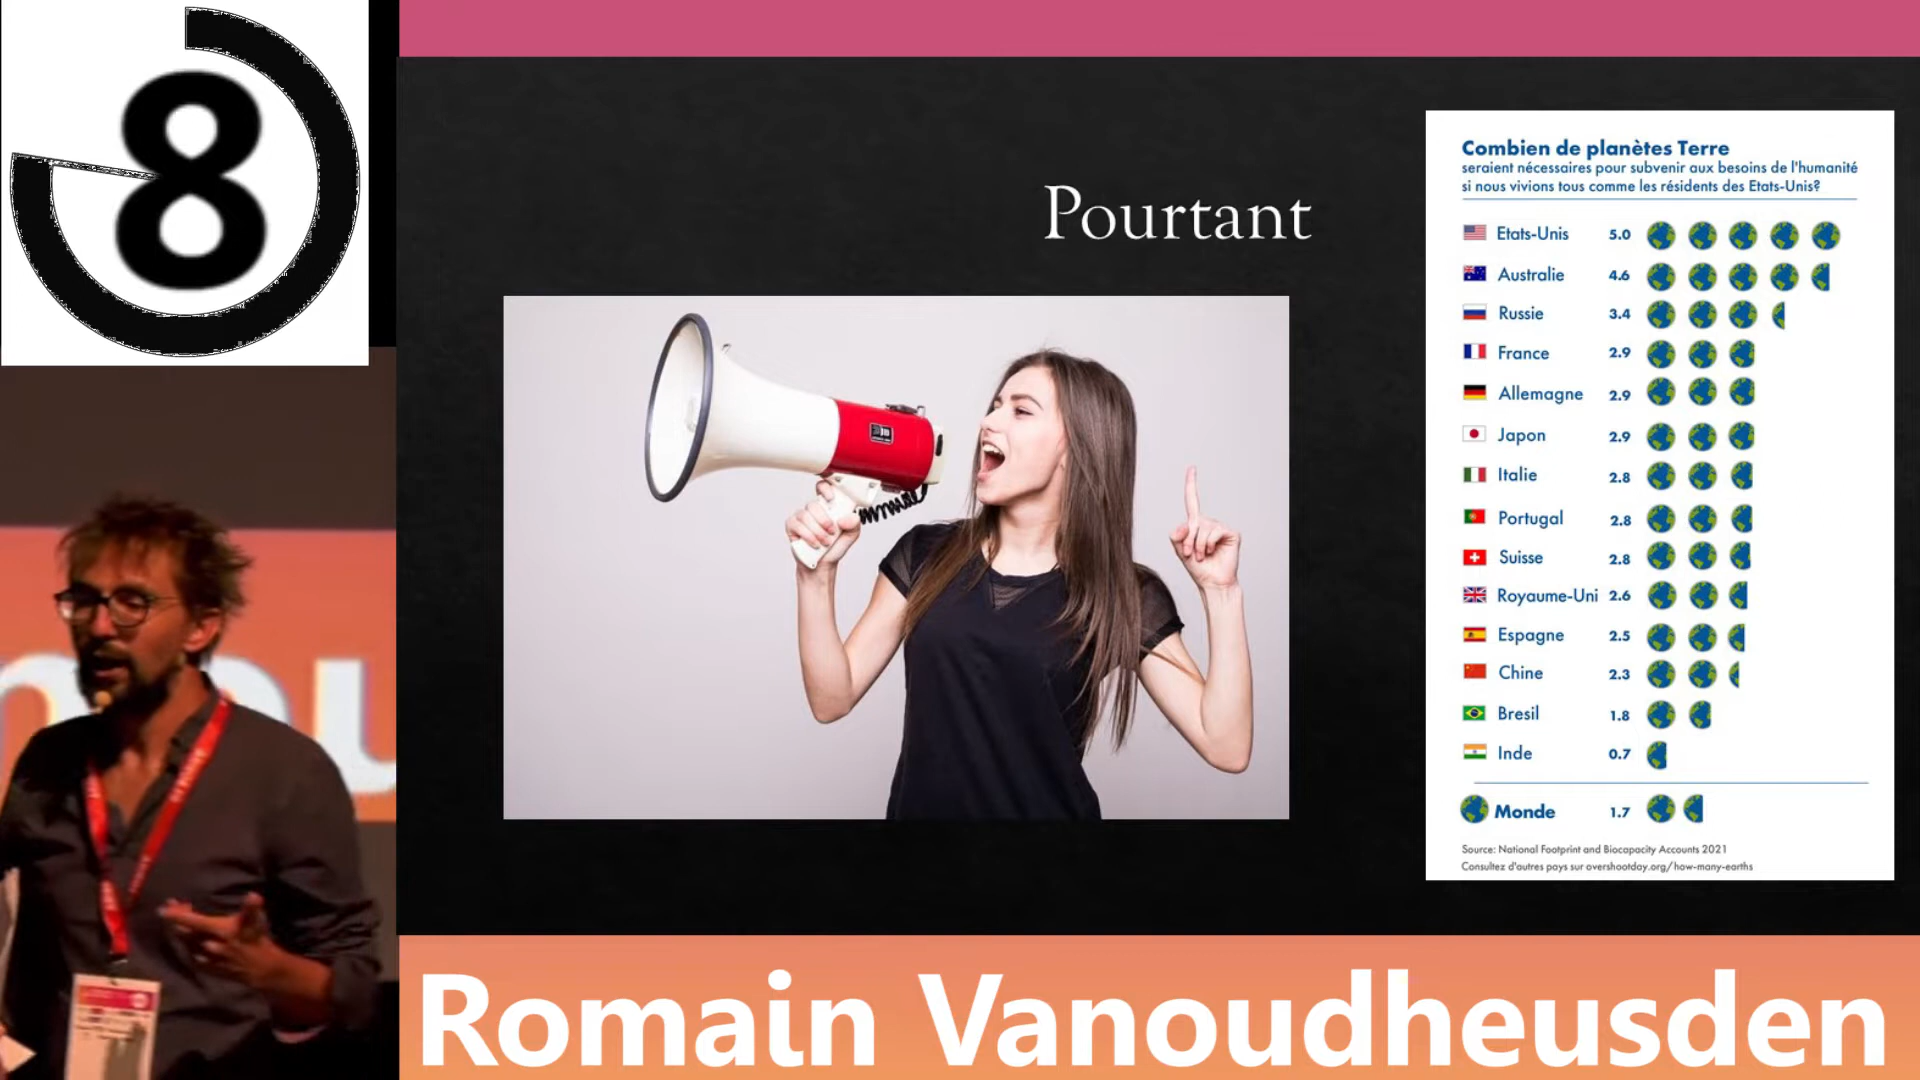 8
Pourtant
Combien de planètes Terre
seraient nécessaires pour subvenir aux besoins de l'humanité
si nous vivions tous comme les résidents des Etats-Unis?
Etats-Unis 5.0
Australie 4.6
Russie 3.4
France 2.9
Allemagne 2.9
Japon 2.9
Italie 2.8
Portugal 2.8
Suisse 2.8
Royaume-Uni 2.6
Espagne 2.5
Chine 2.3
Bresil 1.8
Inde 0.7
Monde 1.7
Source: National Footprint and Biocapacity Accounts 2021
Consultez d'autres pays sur overshootday.org/how-many-earths
Romain Vanoudheusden